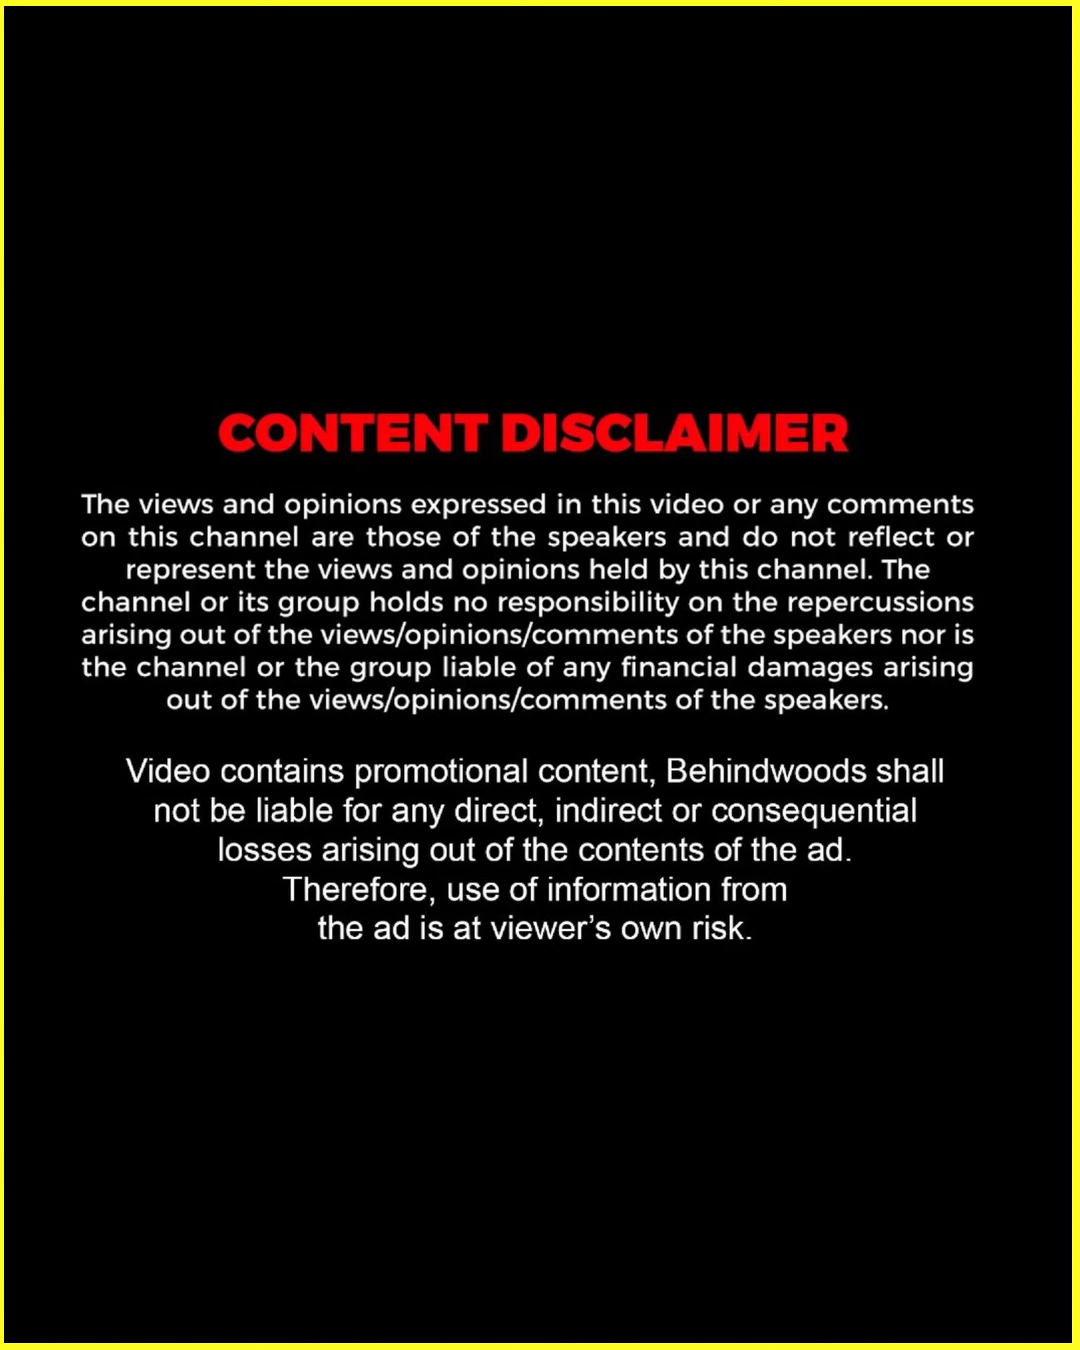 CONTENT DISCLAIMER
The views and opinions expressed in this video or any comments
on this channel are those of the speakers and do not reflect or
represent the views and opinions held by this channel. The
channel or its group holds no responsibility on the repercussions
arising out of the views/opinions/comments of the speakers nor is
the channel or the group liable of any financial damages arising
out of the views/opinions/comments of the speakers.
Video contains promotional content, Behindwoods shall
not be liable for any direct, indirect or consequential
losses arising out of the contents of the ad.
Therefore, use of information from
the ad is at viewer’s own risk.